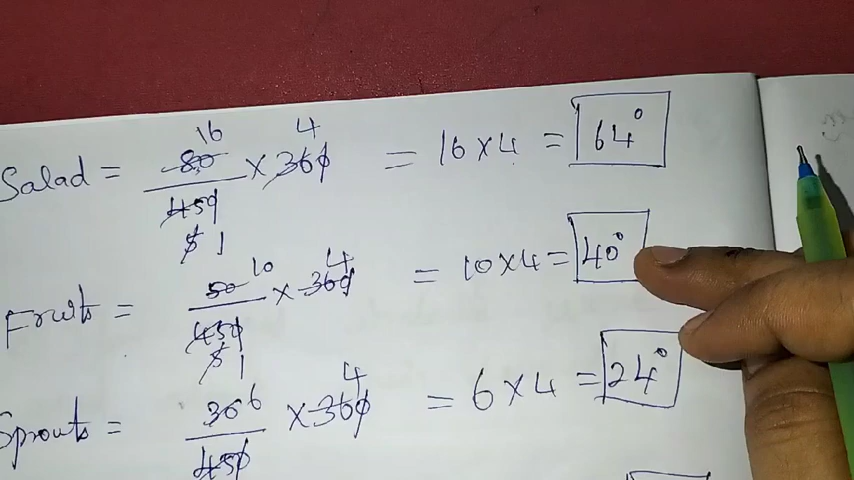 16 4
Salad = 80/450 × 360 = 16 × 4 = 64°
5 1
10 4
Fruits = 50/450 × 360 = 10 × 4 = 40°
5 1
6 4
Sprouts = 30/450 × 360 = 6 × 4 = 24°